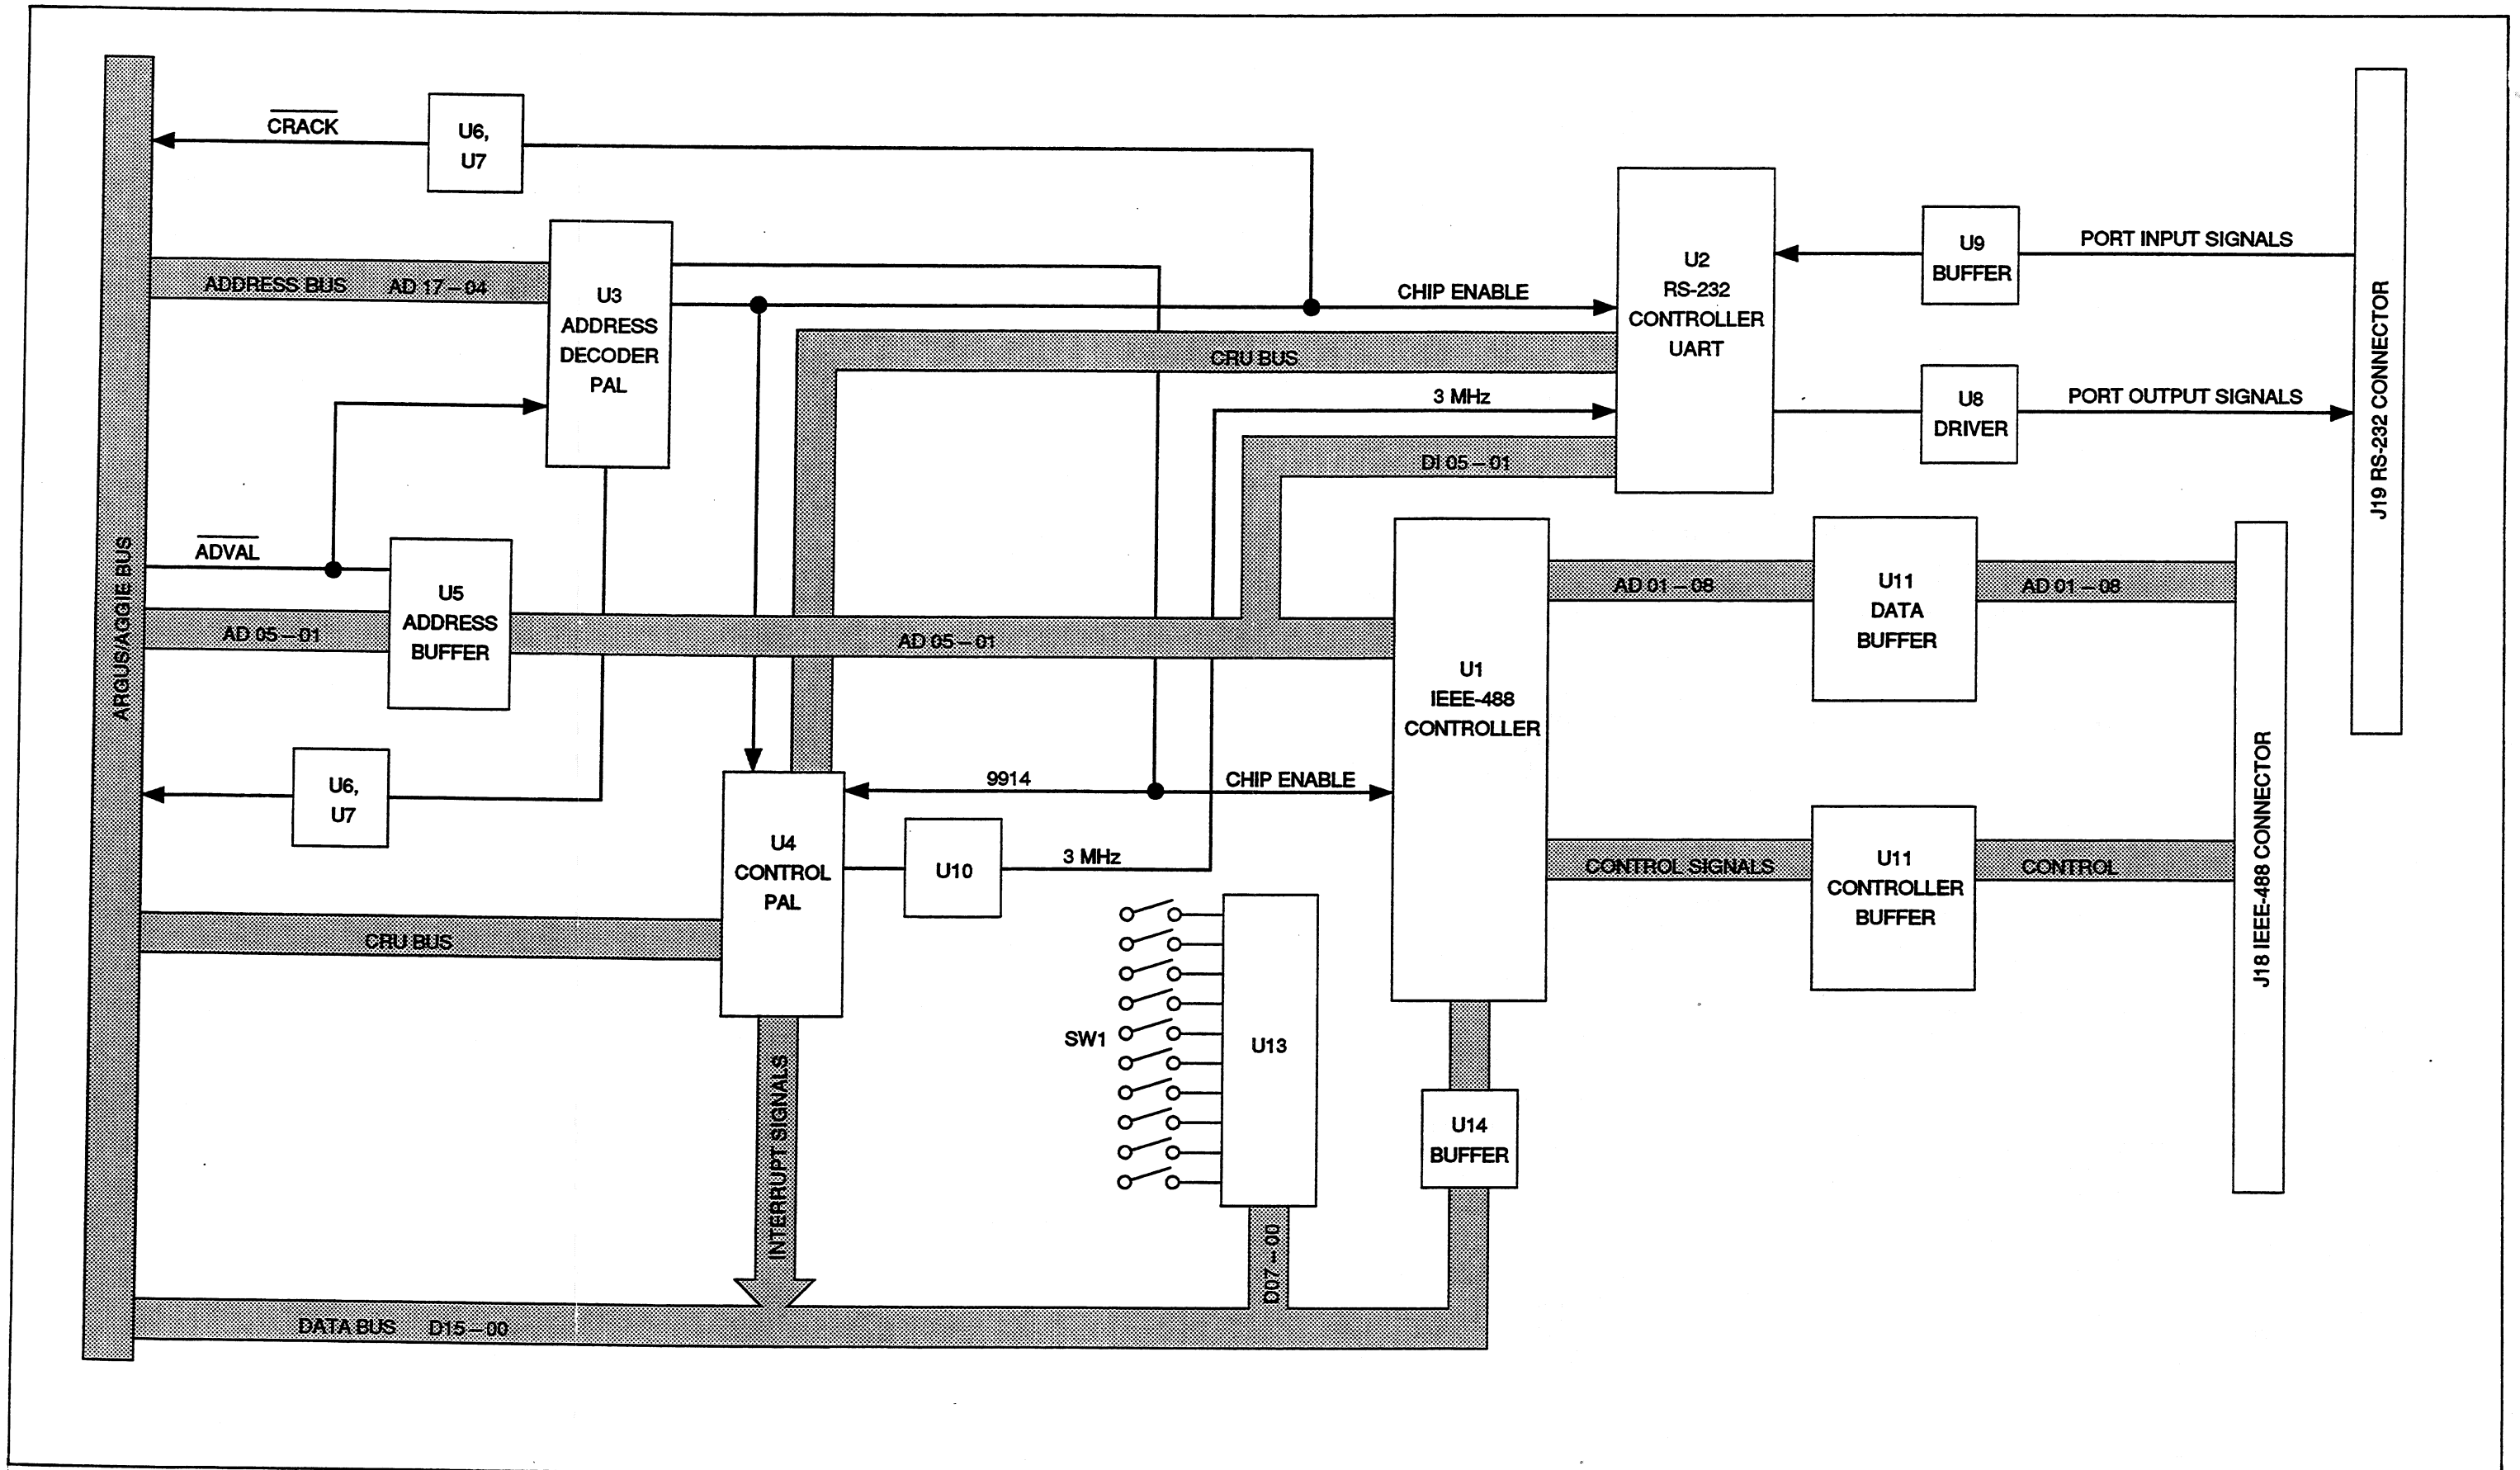 CRACK
U6,
U7
ADDRESS BUS AD 17 – 04
U3
ADDRESS
DECODER
PAL
CHIP ENABLE
U2
RS-232
CONTROLLER
UART
U9
BUFFER
PORT INPUT SIGNALS
CRU BUS
3 MHz
U8
DRIVER
PORT OUTPUT SIGNALS
DI 05 – 01
J19 RS-232 CONNECTOR
ARGUS/AGGIE BUS
ADVAL
AD 05 – 01
U5
ADDRESS
BUFFER
AD 05 – 01
U1
IEEE-488
CONTROLLER
AD 01 – 08
U11
DATA
BUFFER
AD 01 – 08
U6,
U7
9914
CHIP ENABLE
U4
CONTROL
PAL
U10
3 MHz
CONTROL SIGNALS
U11
CONTROLLER
BUFFER
CONTROL
J18 IEEE-488 CONNECTOR
CRU BUS
SW1
U13
INTERRUPT SIGNALS
U14
BUFFER
D07 – 00
DATA BUS D15 – 00